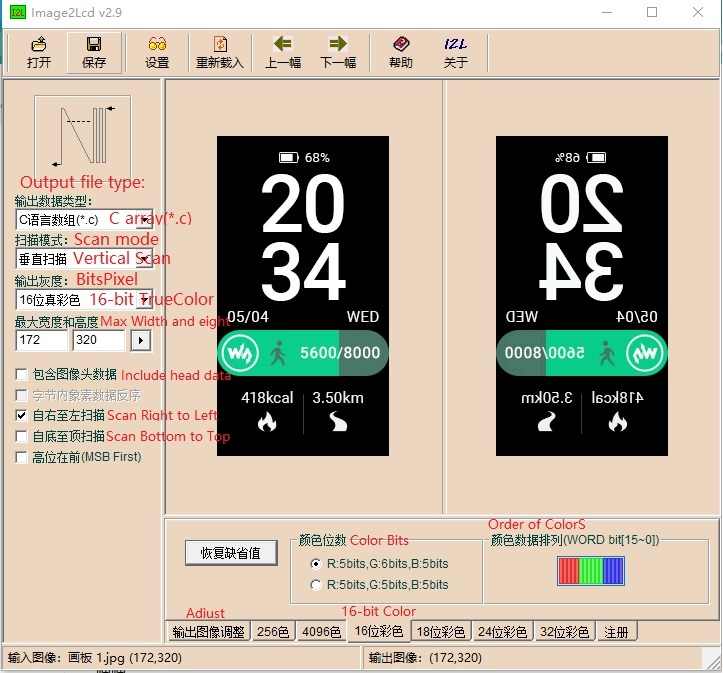 Image2Lcd v2.9
打开 保存 设置 重新载入 上一幅 下一幅 帮助 关于
Output file type:
输出数据类型:
C语言数组(*.c) C array(*.c)
扫描模式: Scan mode
垂直扫描 Vertical Scan
输出灰度: BitsPixel
16位真彩色 16-bit TrueColor
最大宽度和高度 Max Width and eight
172 320
包含图像头数据 Include head data
字节内象素数据反序
自右至左扫描 Scan Right to Left
自底至顶扫描 Scan Bottom to Top
高位在前(MSB First)
68%
20
34
04/05 WED
5600/8000
418kcal 3.50km
68%
20
34
WED 05/04
5600/8000
3.50km 418kcal
恢复缺省值
颜色位数 Color Bits
R:5bits,G:6bits,B:5bits
R:5bits,G:5bits,B:5bits
Order of ColorS
颜色数据排列(WORD bit[15~0])
Adiust
16-bit Color
输出图像调整 256色 4096色 16位彩色 18位彩色 24位彩色 32位彩色 注册
输入图像: 画板 1.jpg (172,320)
输出图像: (172,320)